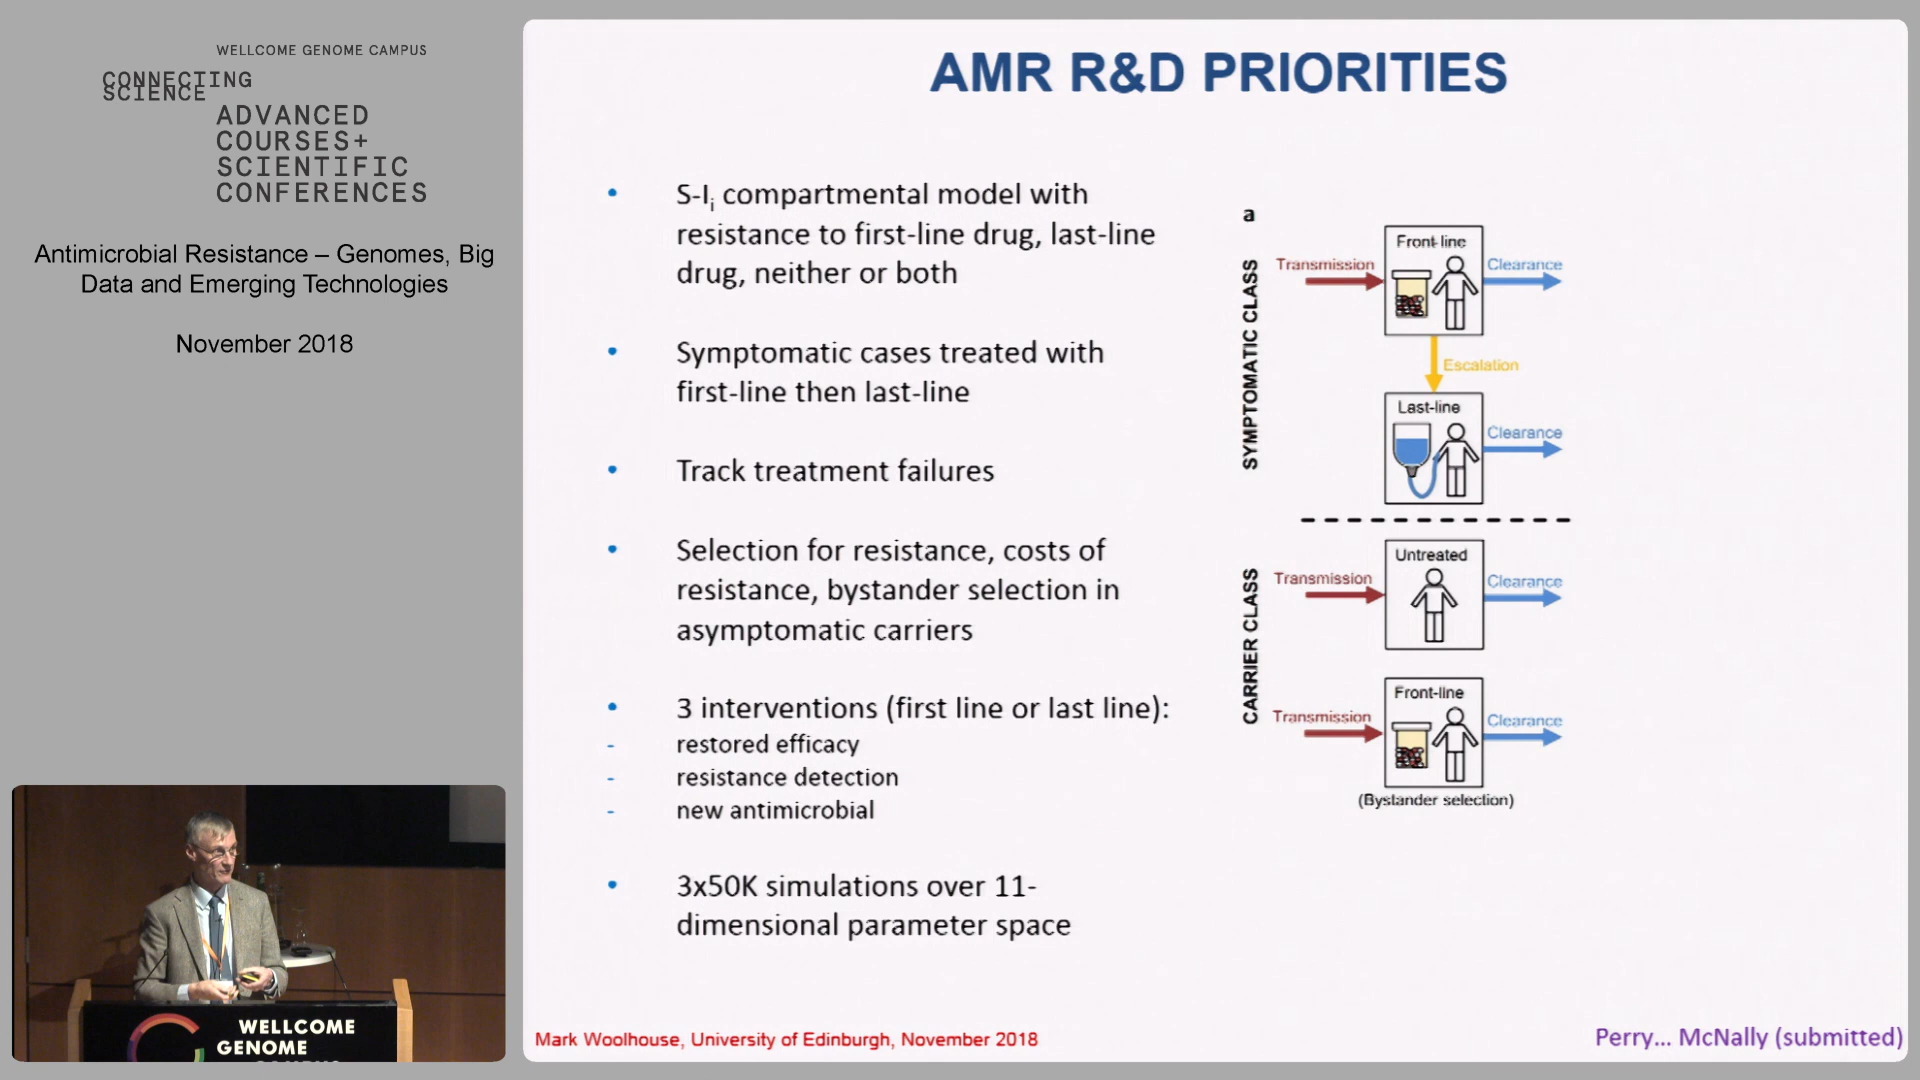 WELLCOME GENOME CAMPUS
CONNECTING
SCIENCE
ADVANCED
COURSES+
SCIENTIFIC
CONFERENCES
Antimicrobial Resistance – Genomes, Big
Data and Emerging Technologies
November 2018
AMR R&D PRIORITIES
• S-Ii compartmental model with
resistance to first-line drug, last-line
drug, neither or both
• Symptomatic cases treated with
first-line then last-line
• Track treatment failures
• Selection for resistance, costs of
resistance, bystander selection in
asymptomatic carriers
• 3 interventions (first line or last line):
- restored efficacy
- resistance detection
- new antimicrobial
• 3x50K simulations over 11-
dimensional parameter space
a
SYMPTOMATIC CLASS
Front-line
Transmission
Clearance
Escalation
Last-line
Clearance
CARRIER CLASS
Untreated
Transmission
Clearance
Front-line
Transmission
Clearance
(Bystander selection)
WELLCOME
GENOME
Mark Woolhouse, University of Edinburgh, November 2018
Perry... McNally (submitted)